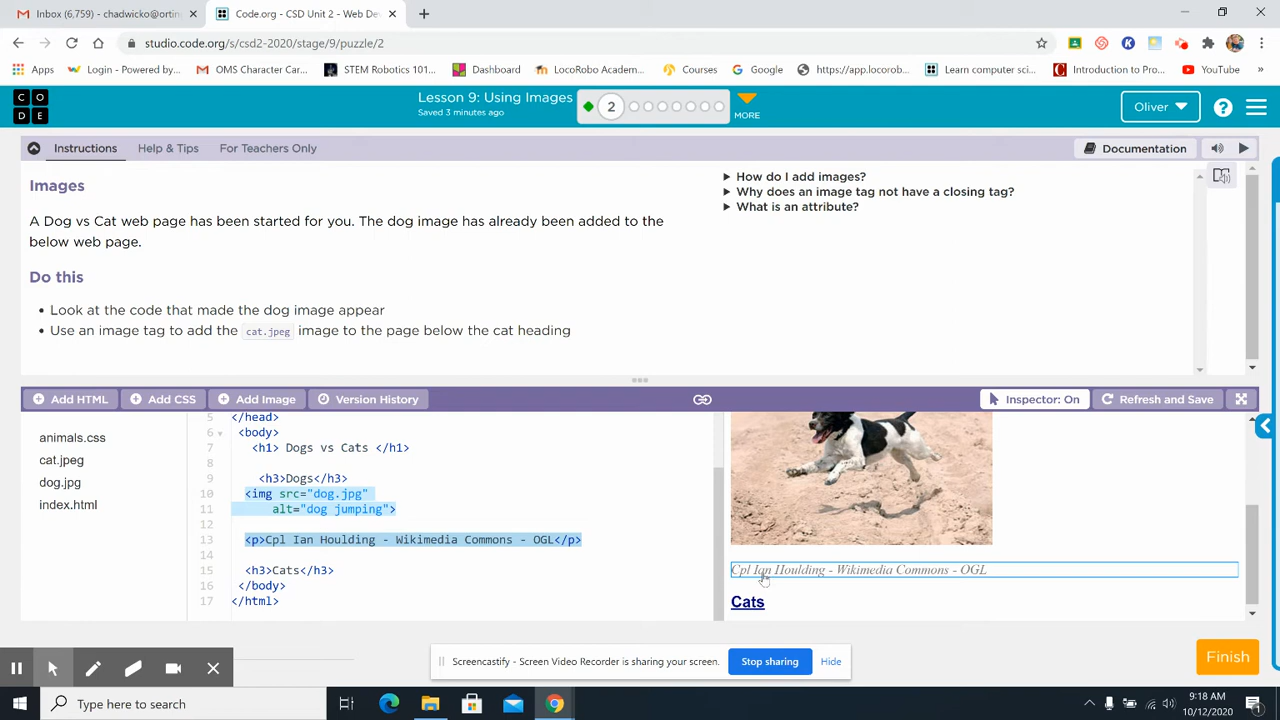 Inbox (6,759) - chadwicko@ortin
Code.org - CSD Unit 2 - Web De
studio.code.org/s/csd2-2020/stage/9/puzzle/2
Apps
Login - Powered by...
OMS Character Car...
STEM Robotics 101...
Dashboard
LocoRobo Academ...
Courses
Google
https://app.locorob...
Learn computer sci...
Introduction to Pro...
YouTube
»
C O
D E
Lesson 9: Using Images
Saved 3 minutes ago
2
MORE
Oliver
?
Instructions
Help & Tips
For Teachers Only
Documentation
Images
A Dog vs Cat web page has been started for you. The dog image has already been added to the
below web page.
Do this
• Look at the code that made the dog image appear
• Use an image tag to add the cat.jpeg image to the page below the cat heading
How do I add images?
Why does an image tag not have a closing tag?
What is an attribute?
Add HTML
Add CSS
Add Image
Version History
Inspector: On
Refresh and Save
animals.css
cat.jpeg
dog.jpg
index.html
5 </head>
6 <body>
7 <h1> Dogs vs Cats </h1>
8
9 <h3>Dogs</h3>
10 <img src="dog.jpg"
11 alt="dog jumping">
12
13 <p>Cpl Ian Houlding - Wikimedia Commons - OGL</p>
14
15 <h3>Cats</h3>
16 </body>
17 </html>
Cpl Ian Houlding - Wikimedia Commons - OGL
Cats
Screencastify - Screen Video Recorder is sharing your screen.
Stop sharing
Hide
Finish
Type here to search
9:18 AM
10/12/2020